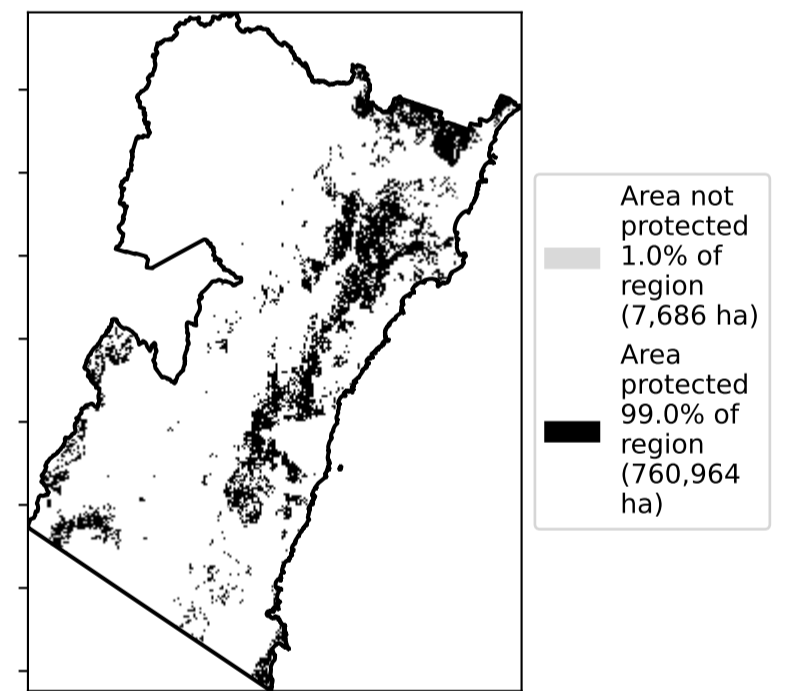 Area not
protected
1.0% of
region
(7,686 ha)
Area
protected
99.0% of
region
(760,964
ha)